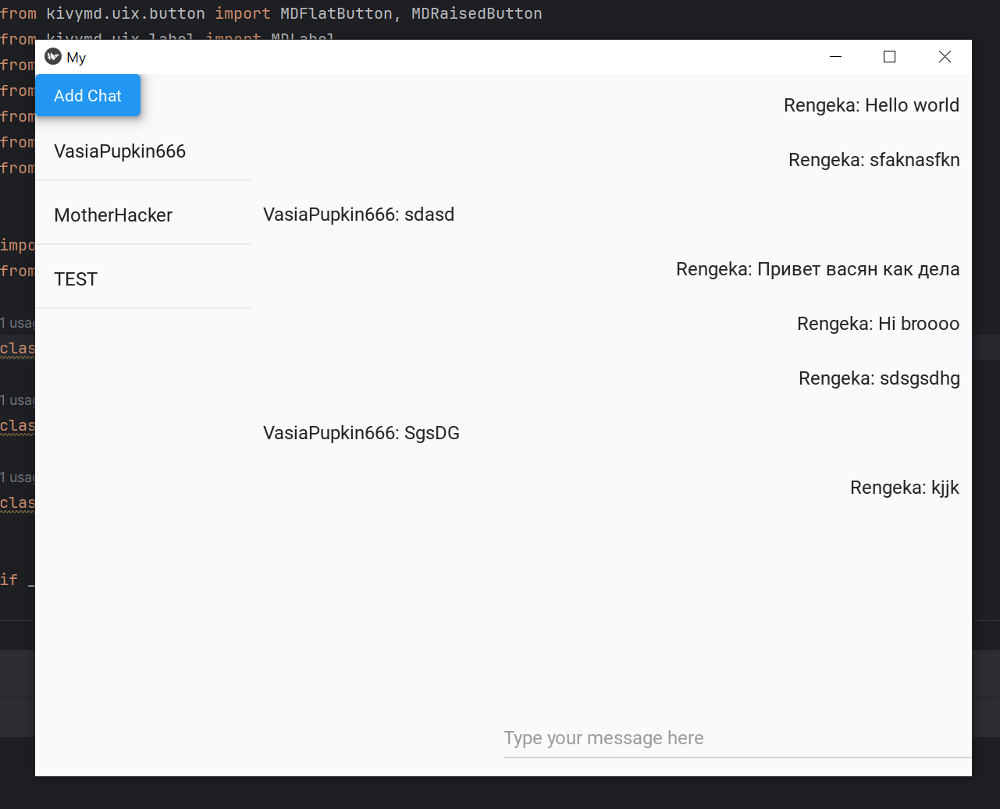 from kivymd.uix.button import MDFlatButton, MDRaisedButton
from kivymd.uix.label import MDLabel
from
from
from
from
from
impo
from
1 usag
clas
1 usag
clas
1 usag
clas
if _
My
Add Chat
VasiaPupkin666
MotherHacker
TEST
Rengeka: Hello world
Rengeka: sfaknasfkn
VasiaPupkin666: sdasd
Rengeka: Привет васян как дела
Rengeka: Hi broooo
Rengeka: sdsgsdhg
VasiaPupkin666: SgsDG
Rengeka: kjjk
Type your message here